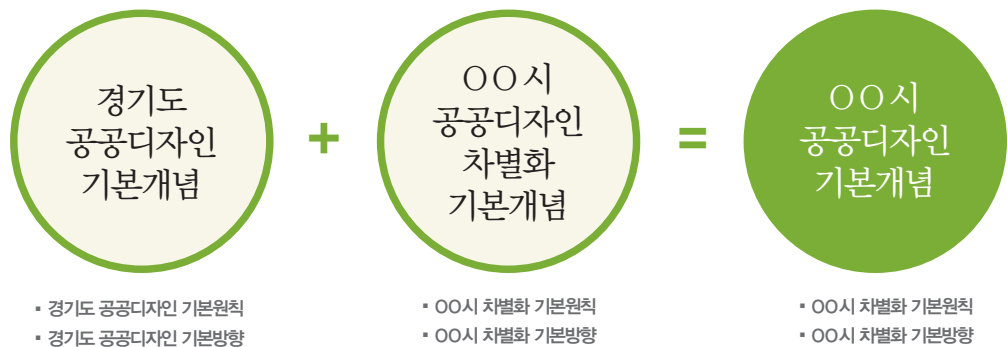 경기도
공공디자인
기본개념
+
OO시
공공디자인
차별화
기본개념
=
OO시
공공디자인
기본개념
▪ 경기도 공공디자인 기본원칙
▪ 경기도 공공디자인 기본방향
▪ OO시 차별화 기본원칙
▪ OO시 차별화 기본방향
▪ OO시 차별화 기본원칙
▪ OO시 차별화 기본방향